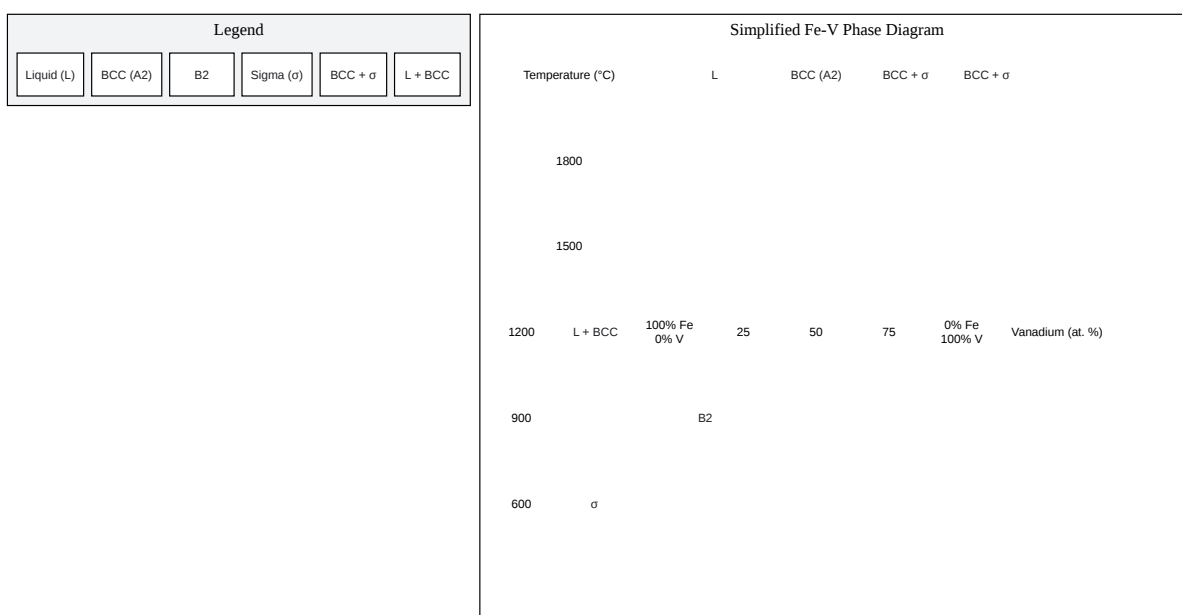 Legend
Liquid (L)
BCC (A2)
B2
Sigma (σ)
BCC + σ
L + BCC
Simplified Fe-V Phase Diagram
Temperature (°C)
L
BCC (A2)
BCC + σ
BCC + σ
1800
1500
1200
L + BCC
100% Fe
0% V
25
50
75
0% Fe
100% V
Vanadium (at. %)
900
B2
600
σ